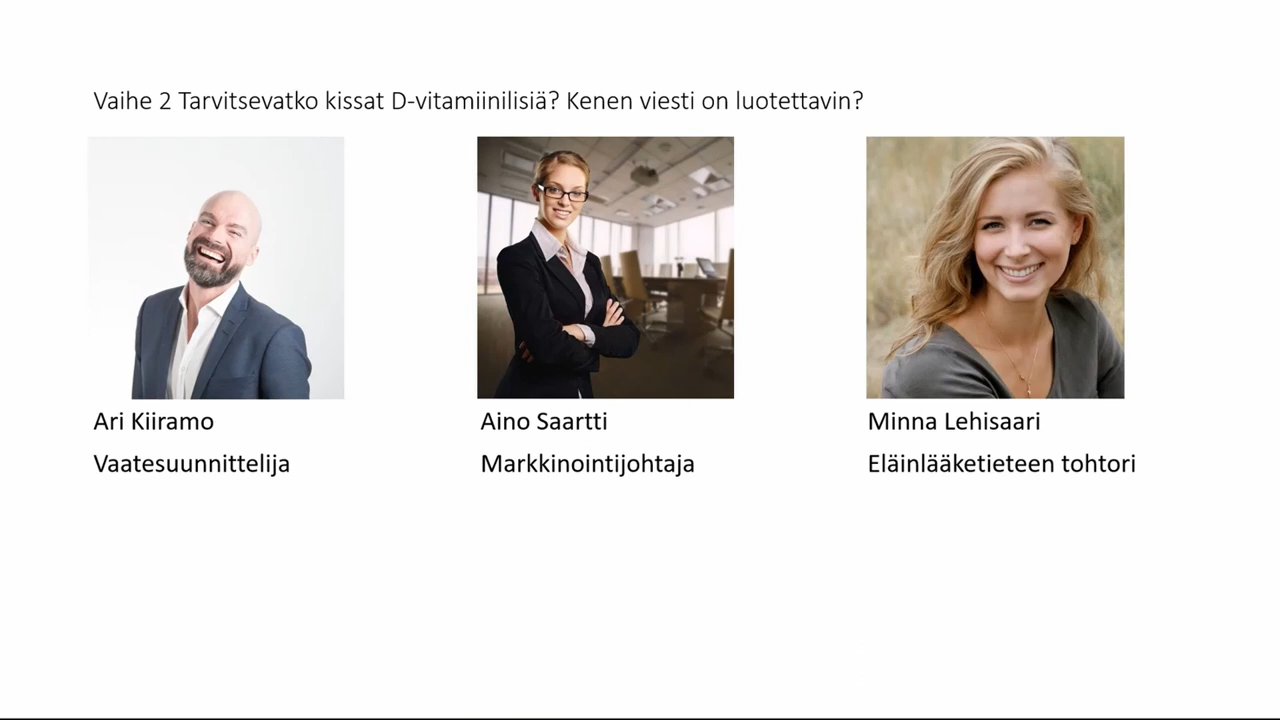 Vaihe 2 Tarvitsevatko kissat D-vitamiinilisiä? Kenen viesti on luotettavin?
Ari Kiiramo
Vaatesuunnittelija
Aino Saartti
Markkinointijohtaja
Minna Lehisaari
Eläinlääketieteen tohtori